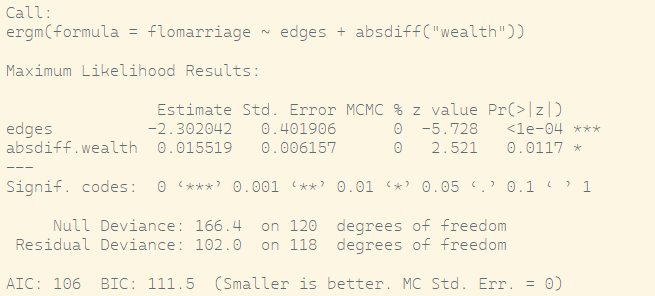 Call:
ergm(formula = flomarriage ~ edges + absdiff("wealth"))
Maximum Likelihood Results:
Estimate Std. Error MCMC % z value Pr(>|z|)
edges -2.302042 0.401906 0 -5.728 <1e-04 ***
absdiff.wealth 0.015519 0.006157 0 2.521 0.0117 *
---
Signif. codes: 0 ‘***’ 0.001 ‘**’ 0.01 ‘*’ 0.05 ‘.’ 0.1 ‘ ’ 1
Null Deviance: 166.4 on 120 degrees of freedom
Residual Deviance: 102.0 on 118 degrees of freedom
AIC: 106 BIC: 111.5 (Smaller is better. MC Std. Err. = 0)